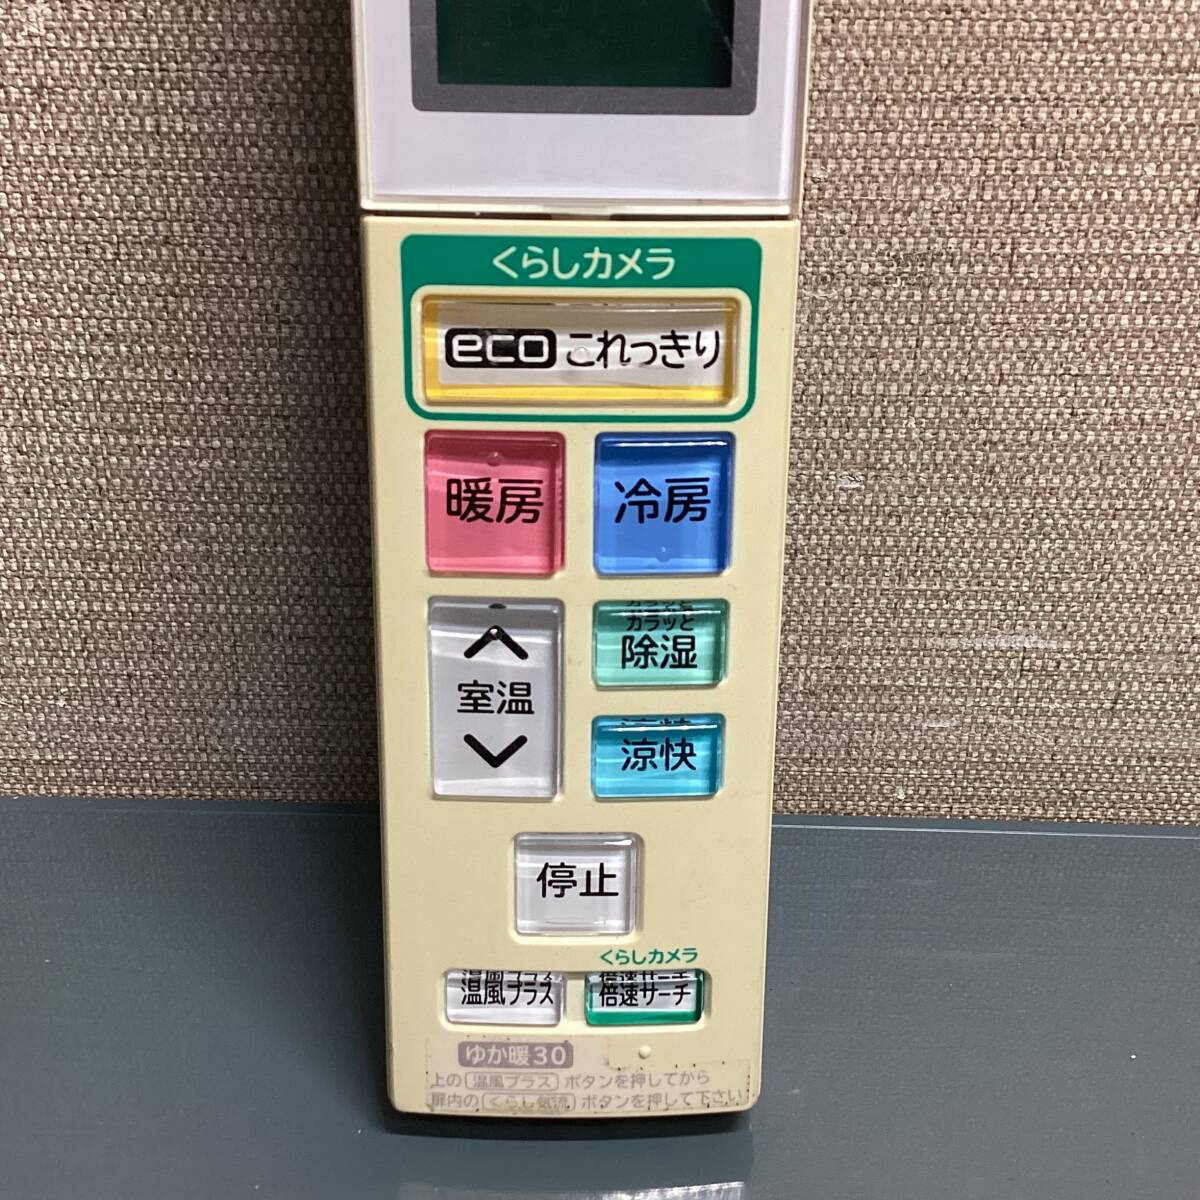 くらしカメラ
eco これっきり
暖房
冷房
カラッと
除湿
室温
涼快
停止
くらしカメラ
温風プラス
倍速サーチ
ゆか暖30
上の 温風プラス ボタンを押してから
扉内の くらし気流 ボタンを押して下さい